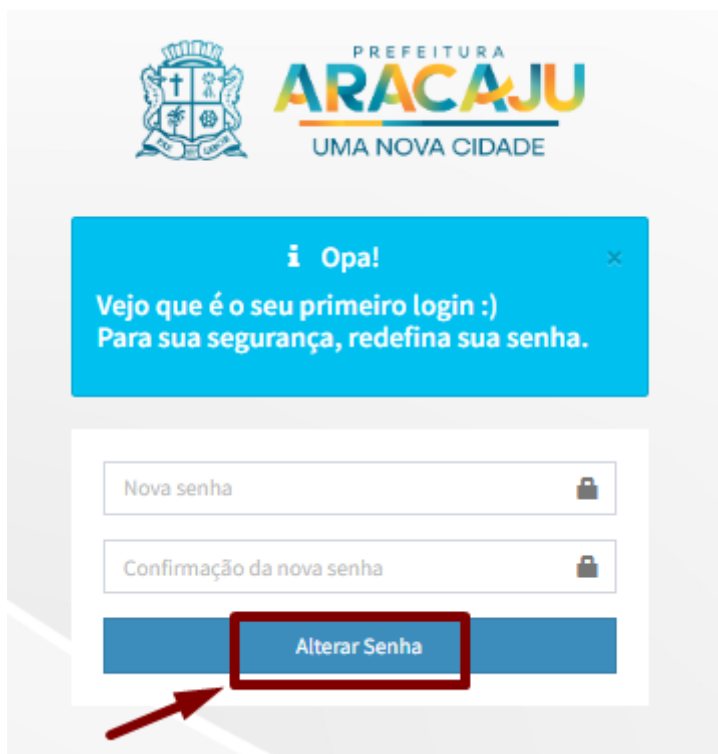 PREFEITURA
ARACAJU
UMA NOVA CIDADE
i Opa! ×
Vejo que é o seu primeiro login :)
Para sua segurança, redefina sua senha.
Nova senha
Confirmação da nova senha
Alterar Senha